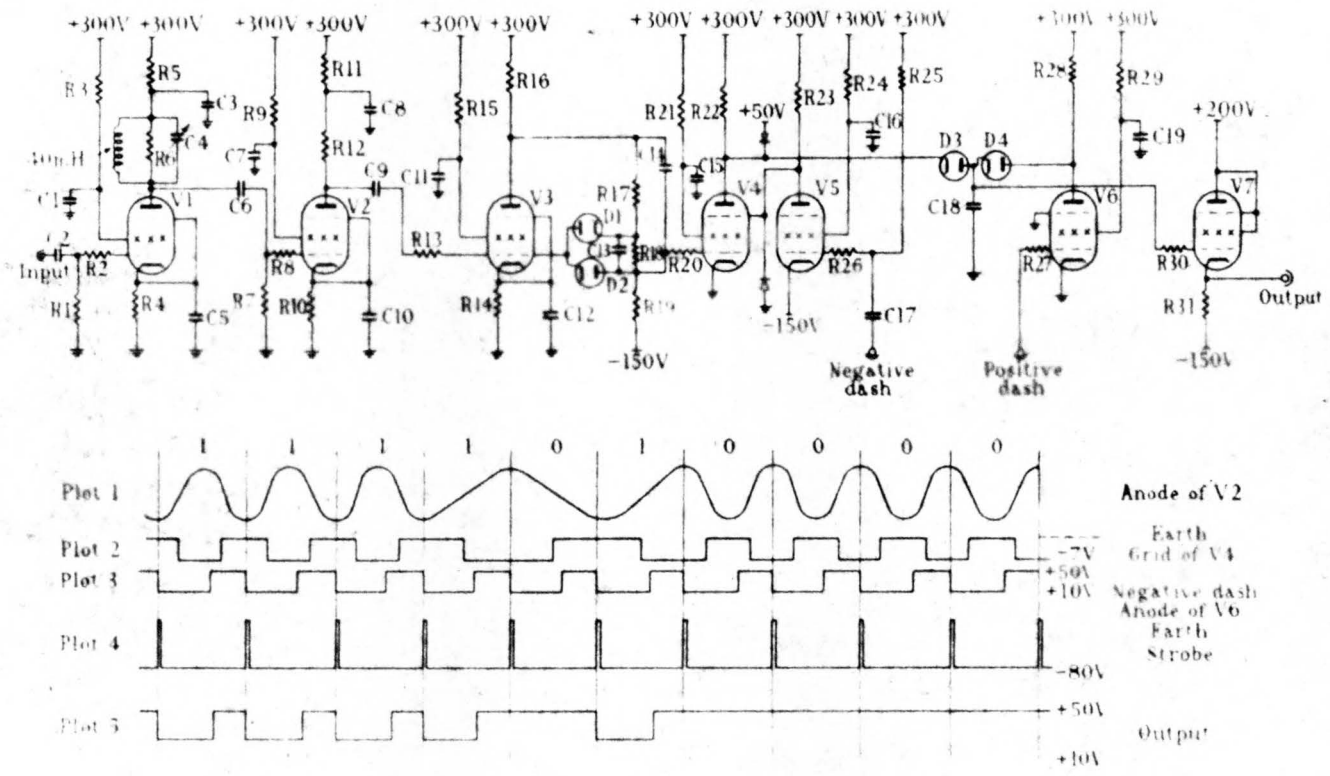 +300V +300V +300V +300V +300V +300V +300V +300V +300V +300V +300V +300V +300V
R3 R5 C3 C4 R6 40mH C1 C2 Input R2 R1 R4 V1 C5 C6
R9 C7 R11 C8 R12 C9 V2 R8 R7 R10 C10
R15 C11 R16 R13 V3 R14 C12 D1 D2 C13 C14 R17 R18 R19 -150V
R21 R22 +50V R23 R24 C16 R25 C15 V4 V5 R20 R26 -150V C17
Negative
dash
D3 D4 R28 R29 C19 C18 V6 R27
Positive
dash
+200V V7 R30 R31 -150V
Output
1 1 1 1 0 1 0 0 0 0
Plot 1 Anode of V2
Earth
Plot 2 -7V Grid of V4
Plot 3 +50V
+10V Negative dash
Anode of V6
Earth
Plot 4 Strobe
-80V
Plot 5 +50V
Output
+10V